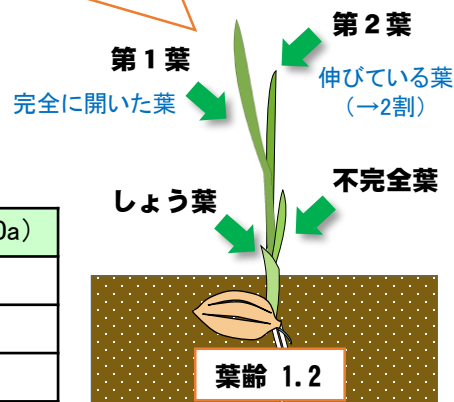 第２葉
第１葉
伸びている葉
（→2割）
完全に開いた葉
不完全葉
しょう葉
0a）
葉齢 1.2